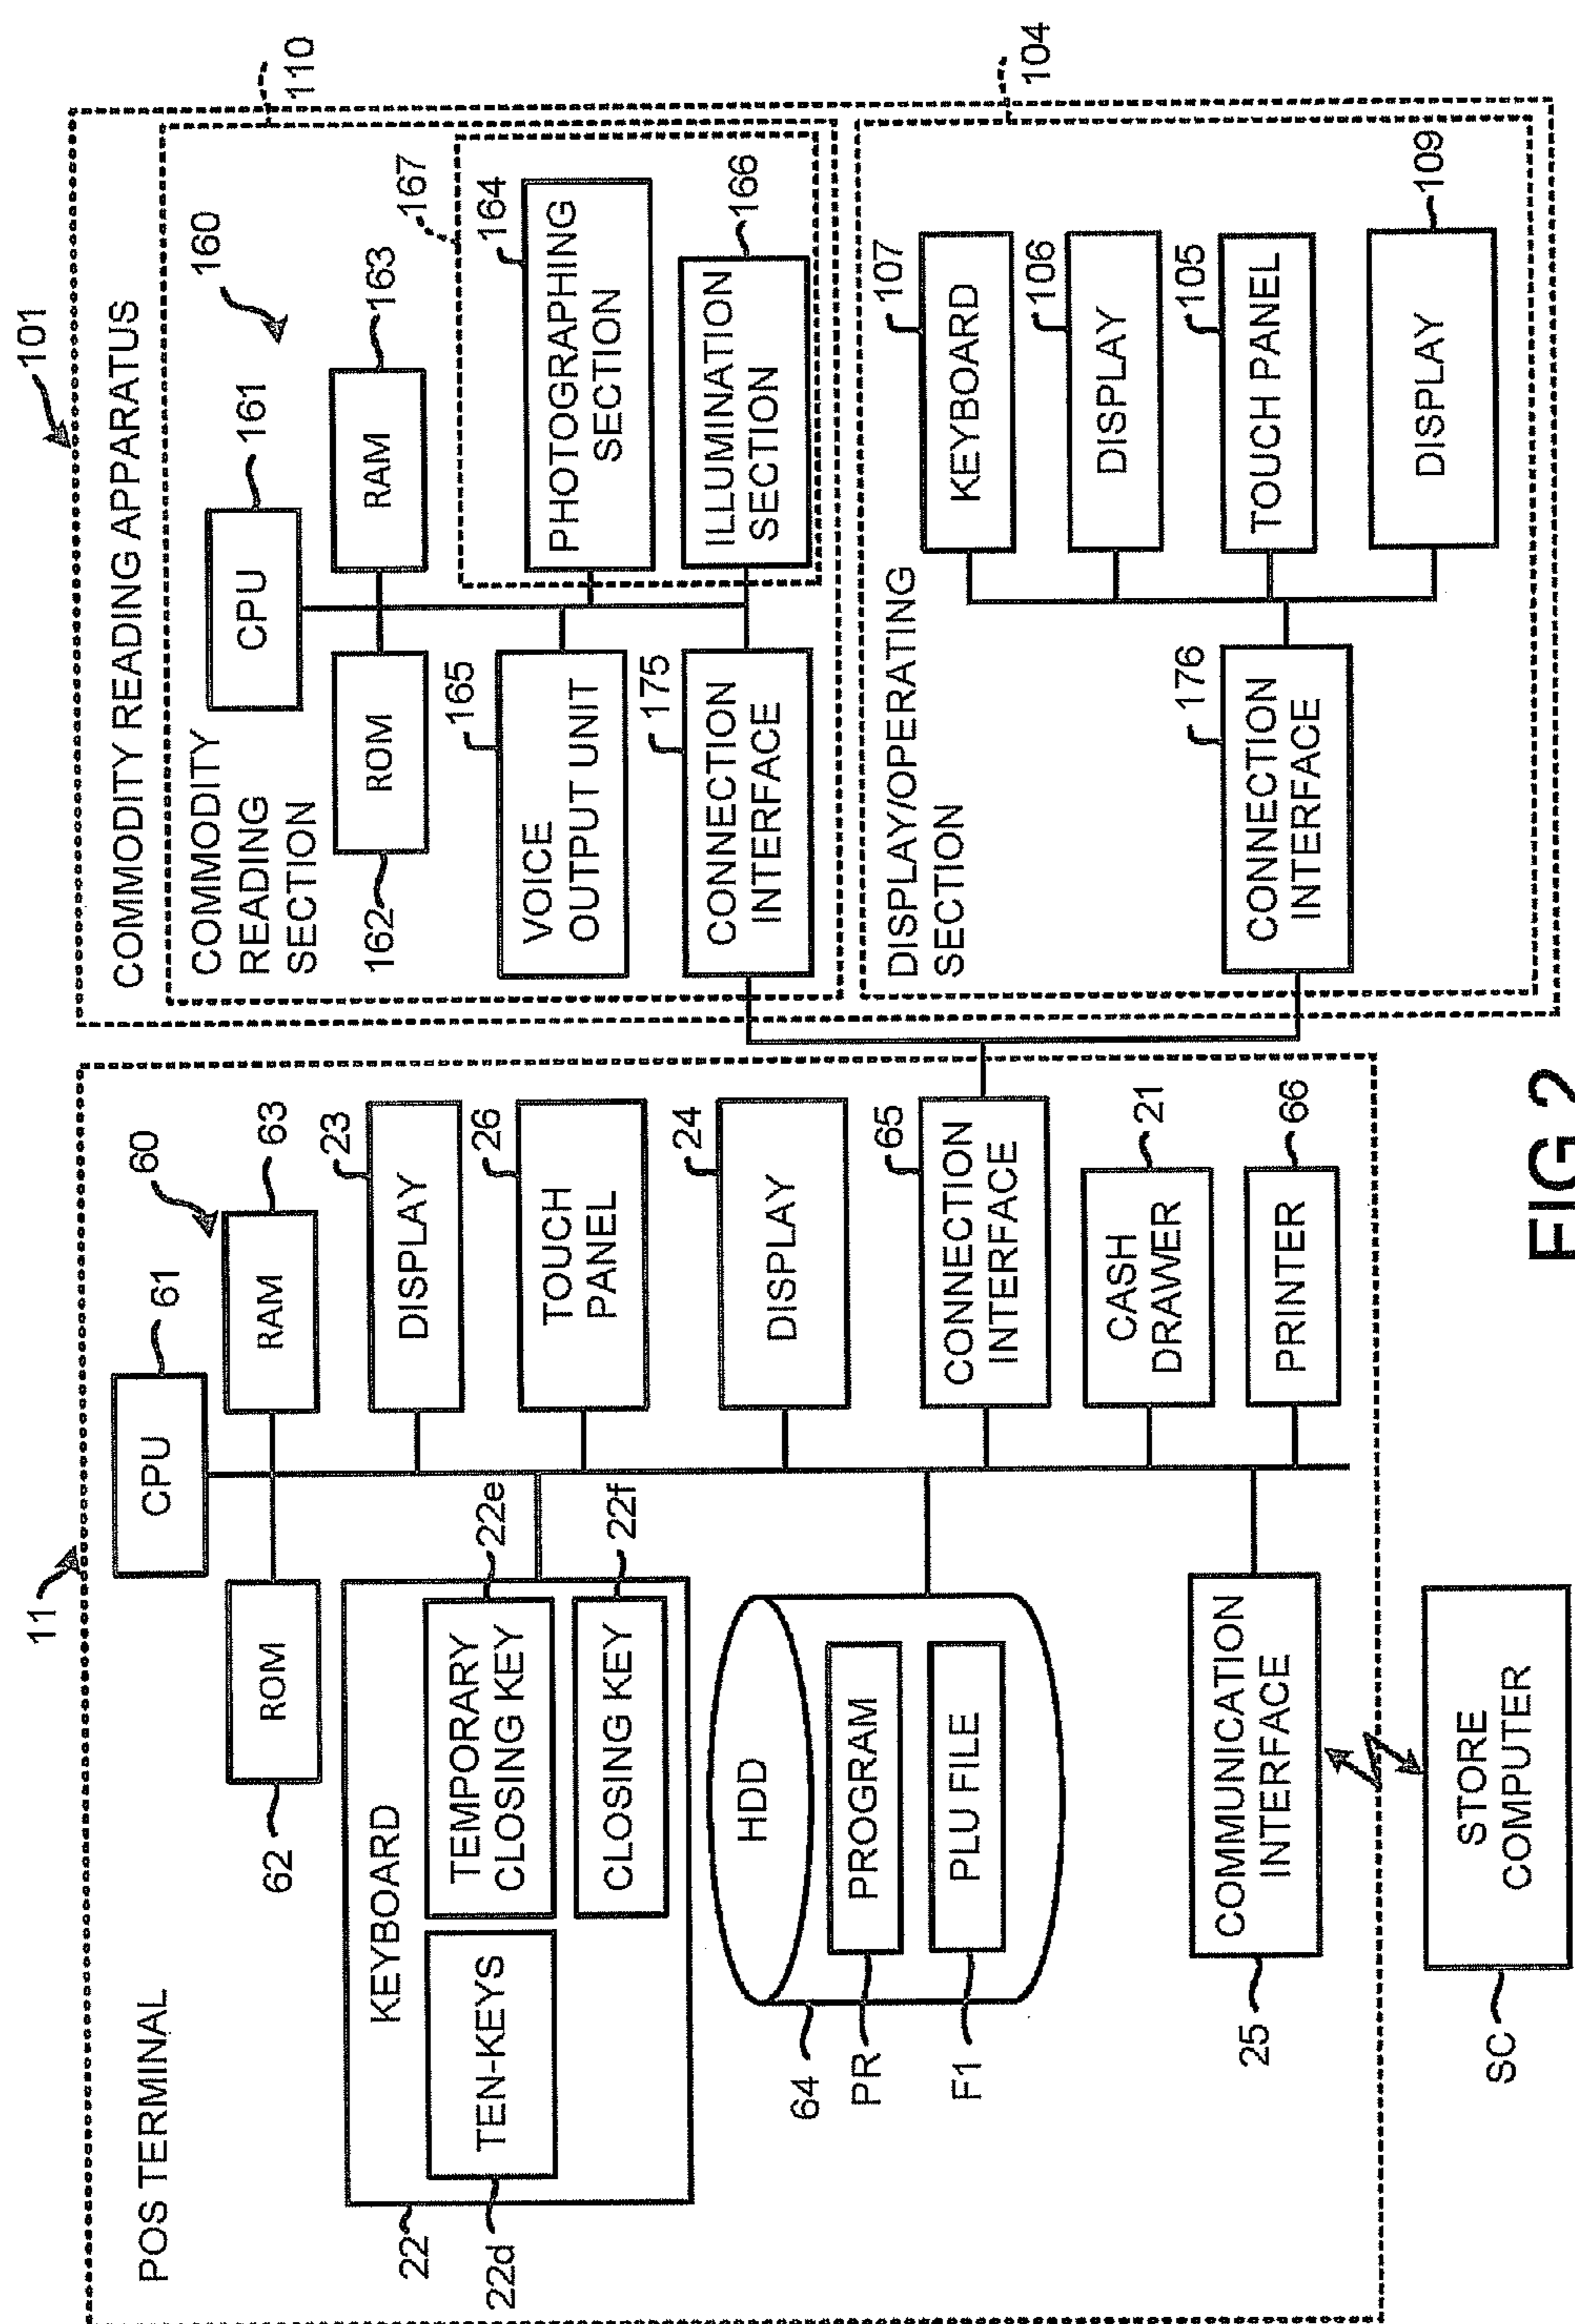 11
POS TERMINAL
CPU
61
60
ROM
62
RAM
63
KEYBOARD
22
TEN-KEYS
22d
TEMPORARY
CLOSING KEY
22e
CLOSING KEY
22f
DISPLAY
23
TOUCH
PANEL
26
HDD
64
PROGRAM
PR
PLU FILE
F1
DISPLAY
24
CONNECTION
INTERFACE
65
CASH
DRAWER
21
PRINTER
66
COMMUNICATION
INTERFACE
25
STORE
COMPUTER
SC
101
COMMODITY READING APPARATUS
110
COMMODITY
READING
SECTION
CPU
161
160
ROM
162
RAM
163
167
VOICE
OUTPUT UNIT
165
PHOTOGRAPHING
SECTION
164
CONNECTION
INTERFACE
175
ILLUMINATION
SECTION
166
104
DISPLAY/OPERATING
SECTION
KEYBOARD
107
DISPLAY
106
CONNECTION
INTERFACE
176
TOUCH PANEL
105
DISPLAY
109
FIG 2